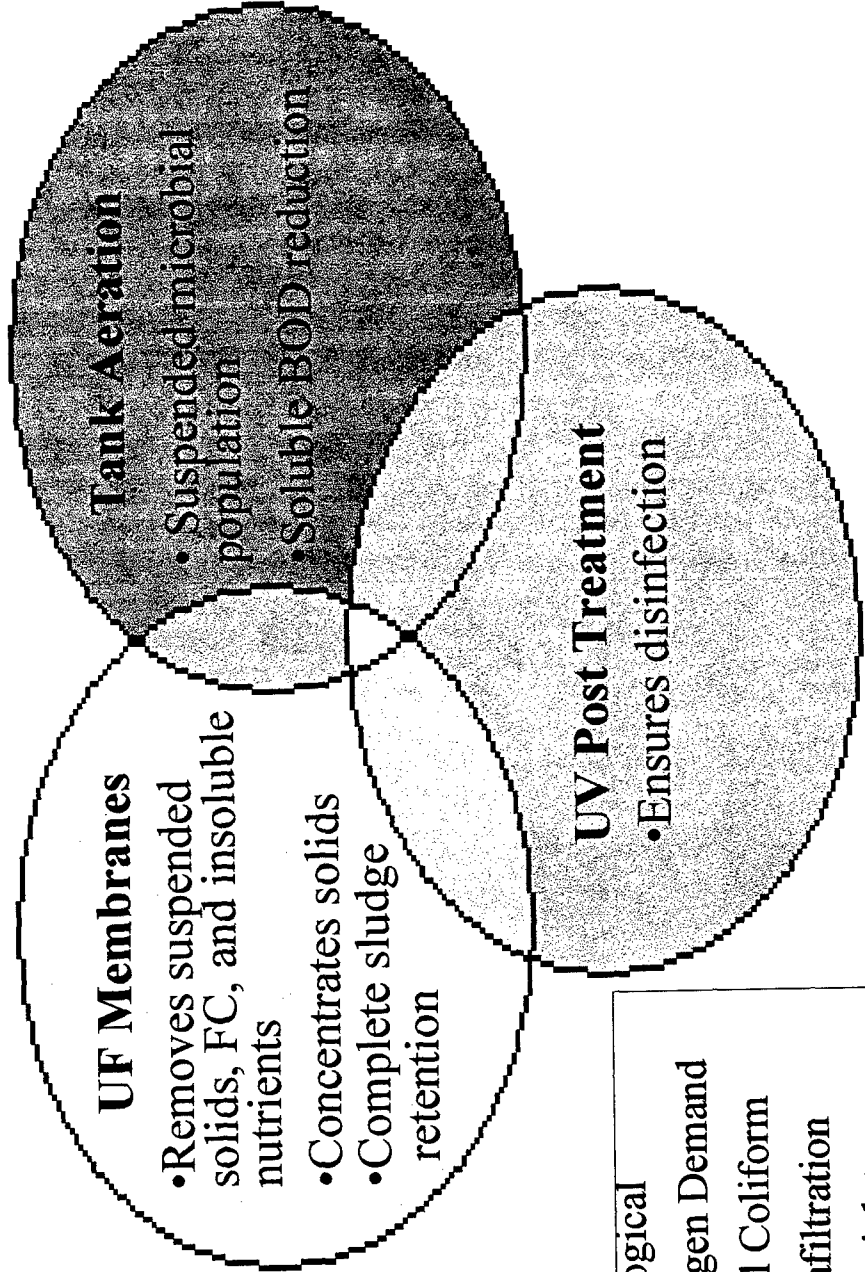 UF Membranes
•Removes suspended
solids, FC, and insoluble
nutrients
•Concentrates solids
•Complete sludge
retention
Tank Aeration
• Suspended microbial
population
•Soluble BOD reduction
UV Post Treatment
•Ensures disinfection
ogical
gen Demand
l Coliform
afiltration